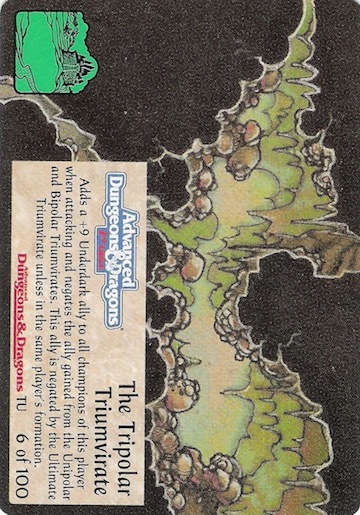 The Tripolar
Triumvirate
Advanced
Dungeons & Dragons
Adds a +9 Underdark ally to all champions of this player
when attacking and negates the ally gained from the Unipolar
and Bipolar Triumvirates. This ally is negated by the Ultimate
Triumvirate unless in the same player's formation.
Advanced
Dungeons & Dragons TU 6 of 100